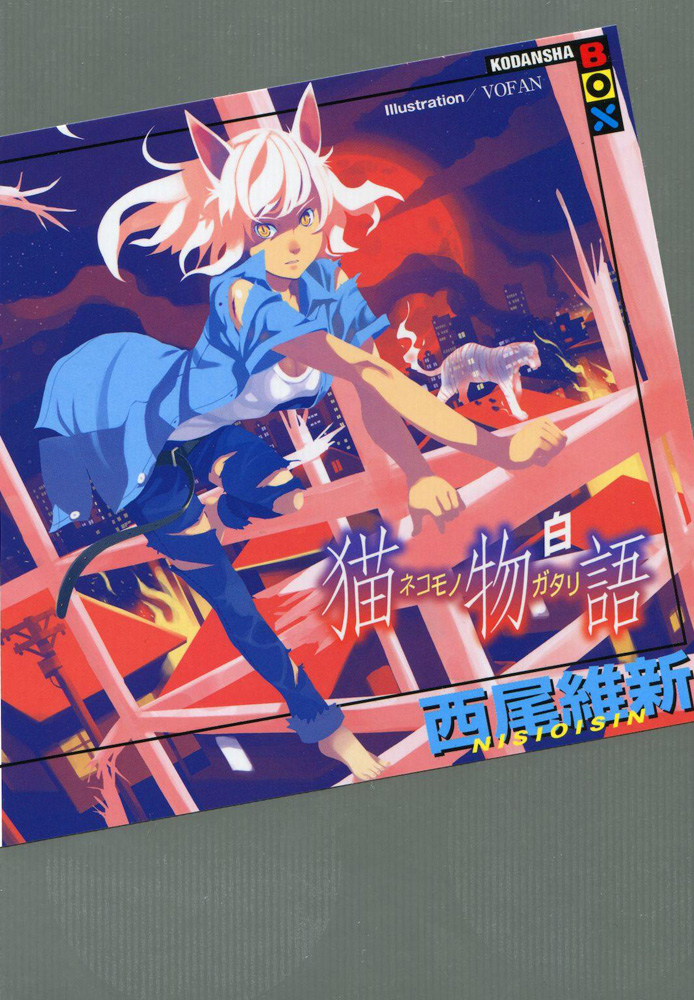 KODANSHA BOX
Illustration／VOFAN
猫物語 白
ネコモノガタリ
西尾維新
NISIOISIN